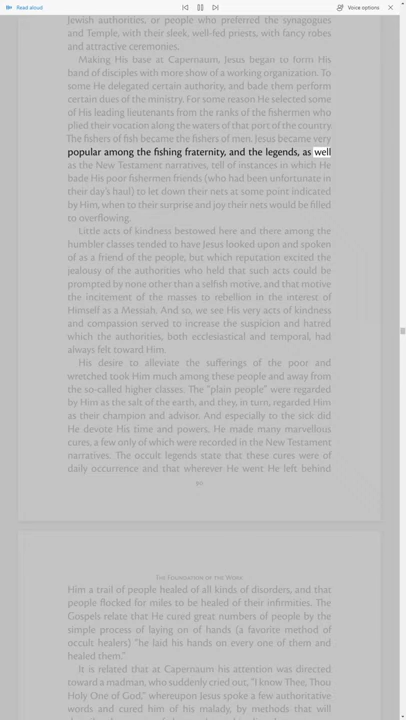 Read aloud
Voice options
Jewish authorities, or people who preferred the synagogues
and Temple, with their sleek, well-fed priests, with fancy robes
and attractive ceremonies.
Making His base at Capernaum, Jesus began to form His
band of disciples with more show of a working organization. To
some He delegated certain authority, and bade them perform
certain dues of the ministry. For some reason He selected some
of His leading lieutenants from the ranks of the fishermen who
plied their vocation along the waters of that port of the country
The fishers of fish became the fishers of men. Jesus became very
popular among the fishing fraternity, and the legends, as well
as the New Testament narratives, tell of instances in which He
bade His poor fishermen friends (who had been unfortunate in
their day's haul) to let down their nets at some point indicated
by Him, when to their surprise and joy their nets would be filled
to overflowing.
Little acts of kindness bestowed here and there among the
humbler classes tended to have Jesus looked upon and spoken
of as a friend of the people, but which reputation excited the
jealousy of the authorities who held that such acts could be
prompted by none other than a selfish motive, and that motive
the incitement of the masses to rebellion in the interest of
Himself as a Messiah. And so, we see His very acts of kindness
and compassion served to increase the suspicion and hatred
which the authorities, both ecclesiastical and temporal, had
always felt toward Him.
His desire to alleviate the sufferings of the poor and
wretched took Him much among these people and away from
the so-called higher classes. The "plain people" were regarded
by Him as the salt of the earth, and they, in turn, regarded Him
as their champion and advisor. And especially to the sick did
He devote His time and powers, He made many marvellous
cures, a few only of which were recorded in the New Testament
narratives. The occult legends state that these cures were of
daily occurrence and that wherever He went He left behind
The Foundation of the Work
Him a trail of people healed of all kinds of disorders, and that
people flocked for miles to be healed of their infirmities. The
Gospels relate that He cured great numbers of people by the
simple process of laying on of hands (a favorite method of
occult healers) "he laid his hands on every one of them and
healed them."
It is related that at Capernaum his attention was directed
toward a madman, who suddenly cried out, "I know Thee, Thou
Holy One of God," whereupon Jesus spoke a few authoritative
words and cured him of his malady, by methods that will